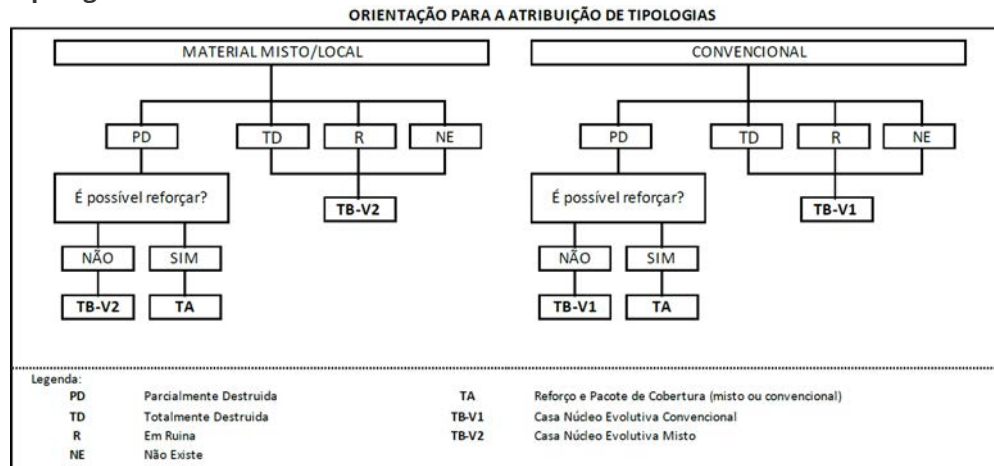 ORIENTAÇÃO PARA A ATRIBUIÇÃO DE TIPOLOGIAS
MATERIAL MISTO/LOCAL
CONVENCIONAL
PD TD R NE
PD TD R NE
É possível reforçar?
TB-V2
É possível reforçar?
TB-V1
NÃO SIM
NÃO SIM
TB-V2 TA
TB-V1 TA
Legenda:
PD Parcialmente Destruida TA Reforço e Pacote de Cobertura (misto ou convencional)
TD Totalmente Destruida TB-V1 Casa Núcleo Evolutiva Convencional
R Em Ruina TB-V2 Casa Núcleo Evolutiva Misto
NE Não Existe